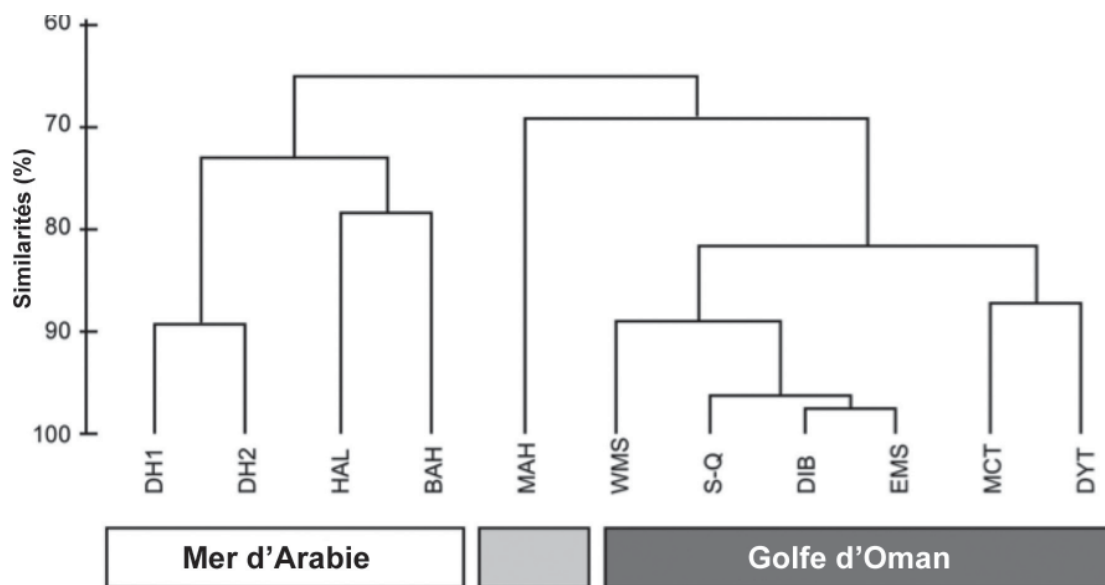 60
70
80
90
100
Similarités (%)
DH1
DH2
HAL
BAH
MAH
WMS
S-Q
DIB
EMS
MCT
DYT
Mer d’Arabie
Golfe d’Oman